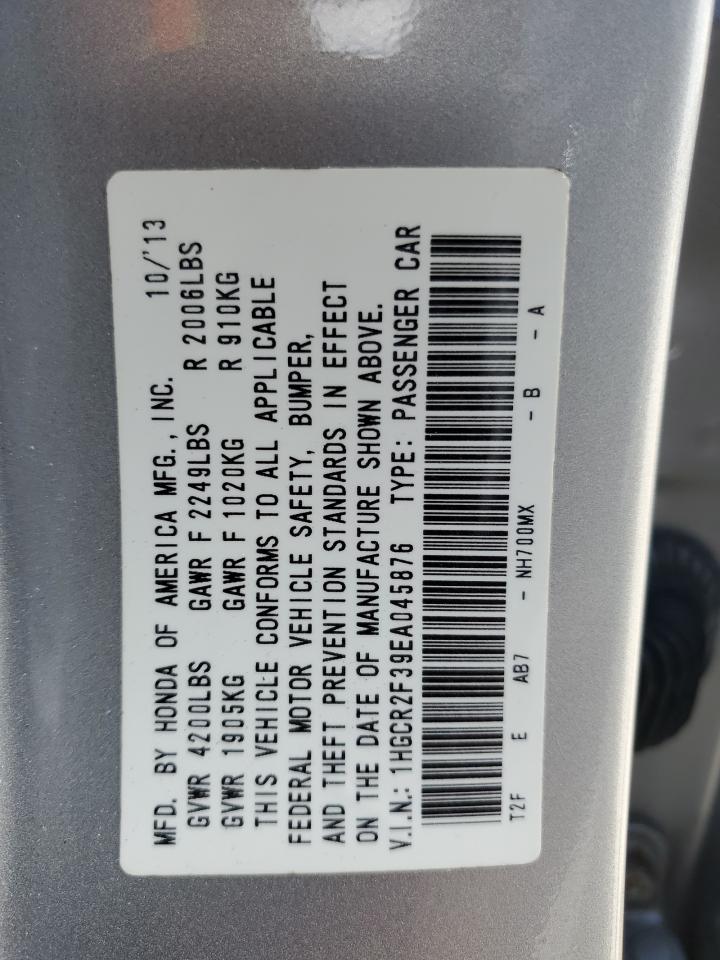 MFD. BY HONDA OF AMERICA MFG., INC. 10/'13
GVWR 4200LBS GAWR F 2249LBS R 2006LBS
GVWR 1905KG GAWR F 1020KG R 910KG
THIS VEHICLE CONFORMS TO ALL APPLICABLE
FEDERAL MOTOR VEHICLE SAFETY, BUMPER,
AND THEFT PREVENTION STANDARDS IN EFFECT
ON THE DATE OF MANUFACTURE SHOWN ABOVE.
V.I.N.: 1HGCR2F39EA045876 TYPE: PASSENGER CAR
T2F E AB7 - NH700MX - B - A